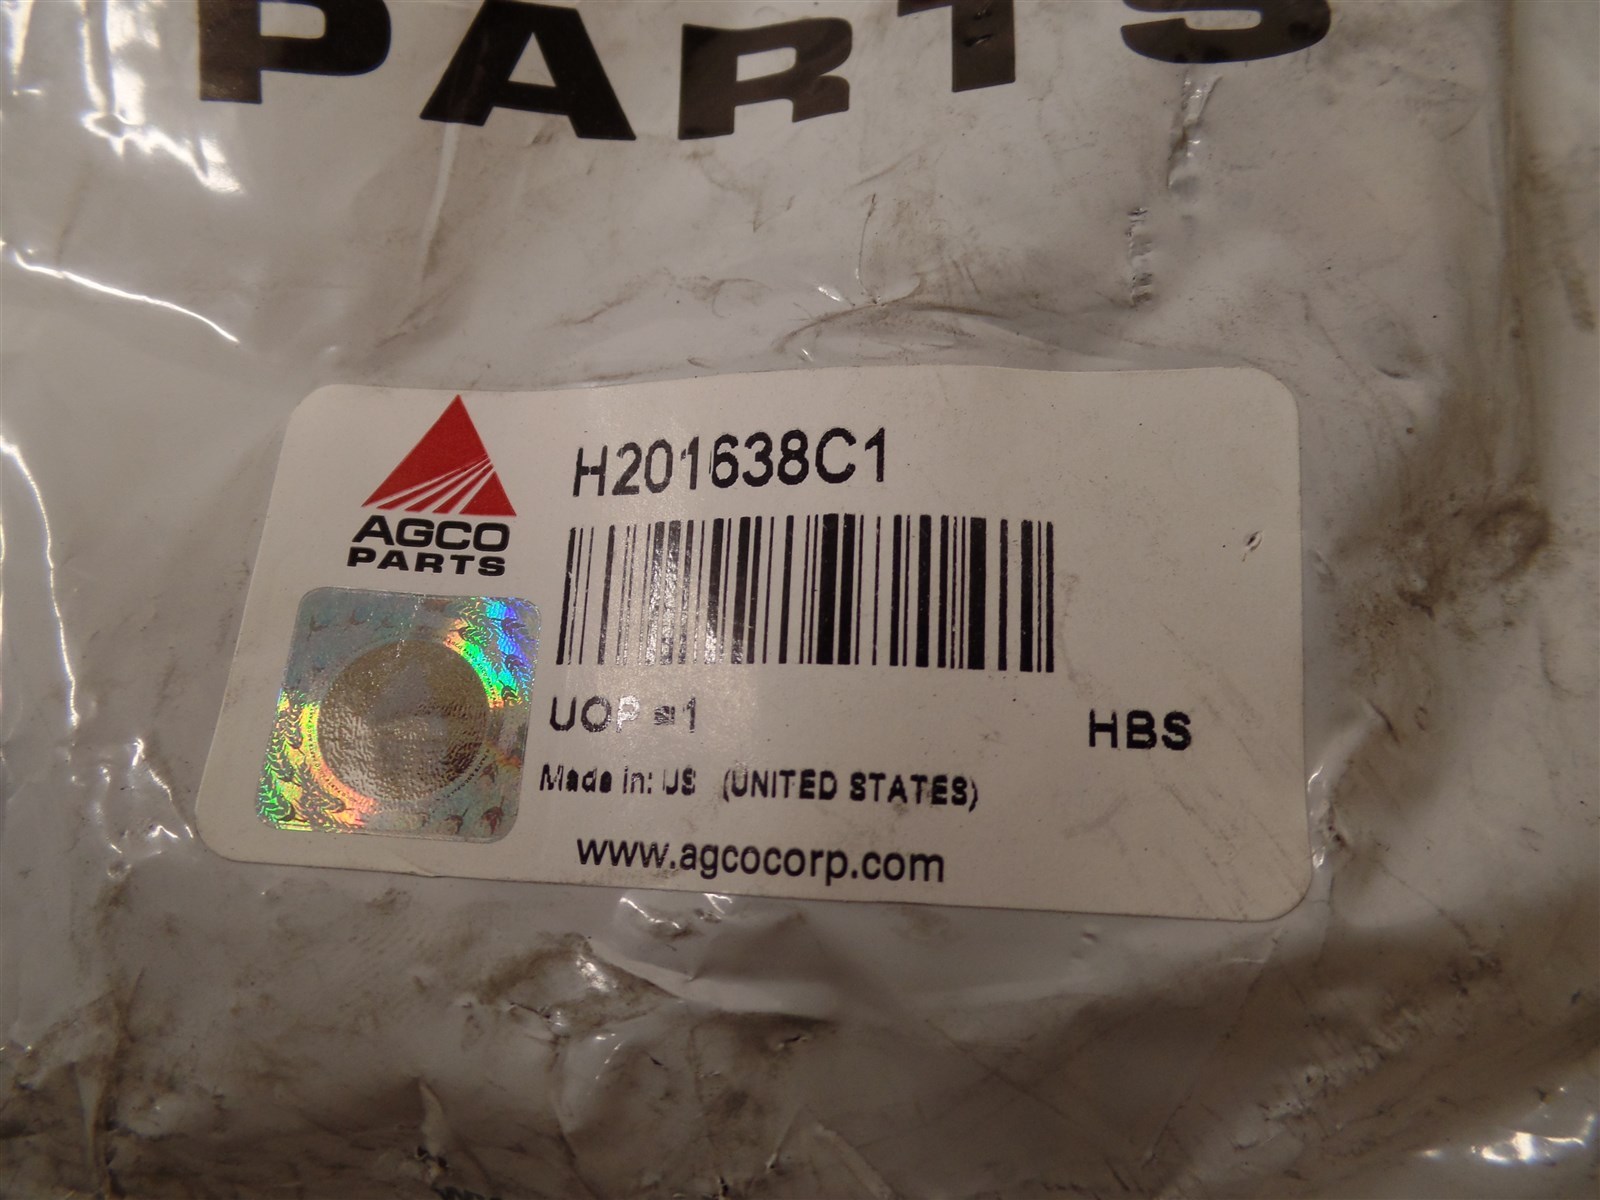 PARTS
H201638C1
AGCO
PARTS
UOP =1
HBS
Made in: US (UNITED STATES)
www.agcocorp.com